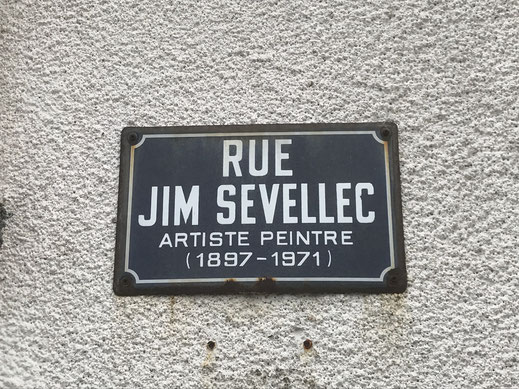 RUE
JIM SEVELLEC
ARTISTE PEINTRE
(1897-1971)